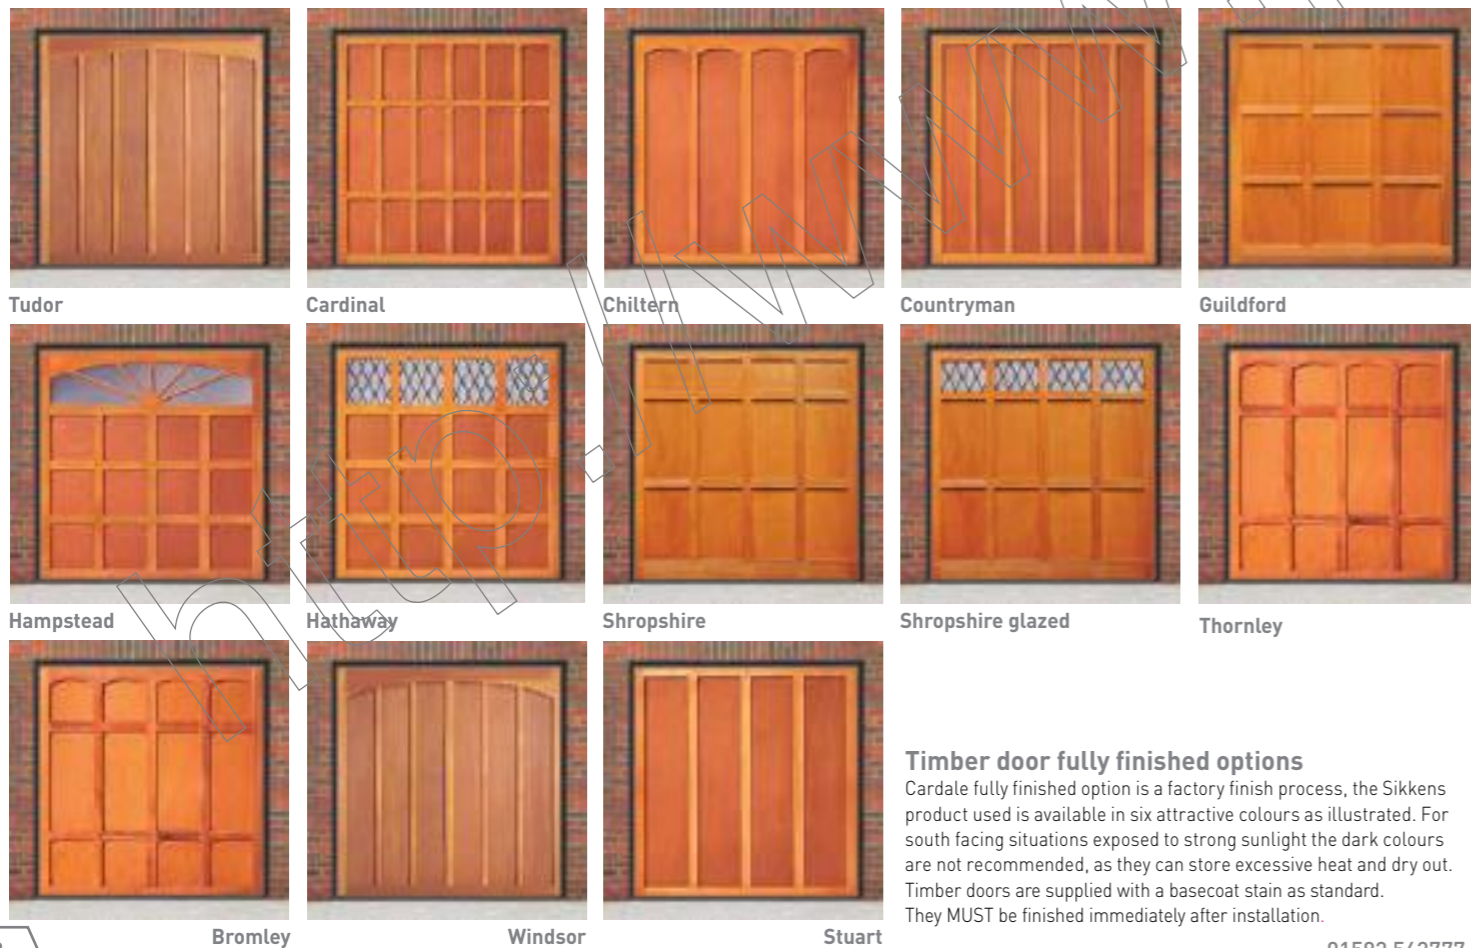 Tudor
Cardinal
Chiltern
Countryman
Guildford
Hampstead
Hathaway
Shropshire
Shropshire glazed
Thornley
Bromley
Windsor
Stuart
Timber door fully finished options
Cardale fully finished option is a factory finish process, the Sikkens
product used is available in six attractive colours as illustrated. For
south facing situations exposed to strong sunlight the dark colours
are not recommended, as they can store excessive heat and dry out.
Timber doors are supplied with a basecoat stain as standard.
They MUST be finished immediately after installation.
http://www